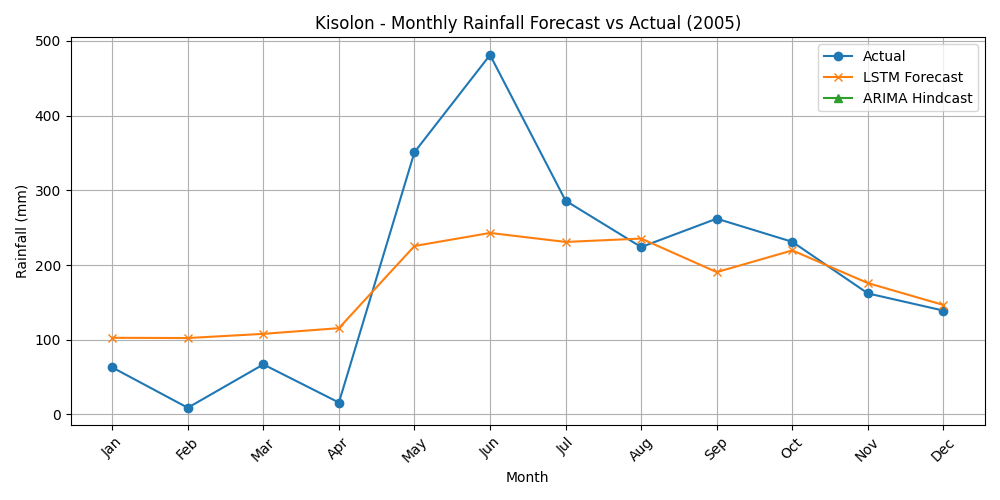 Kisolon - Monthly Rainfall Forecast vs Actual (2005)
Actual
LSTM Forecast
ARIMA Hindcast
Rainfall (mm)
500
400
300
200
100
0
Jan
Feb
Mar
Apr
May
Jun
Jul
Aug
Sep
Oct
Nov
Dec
Month